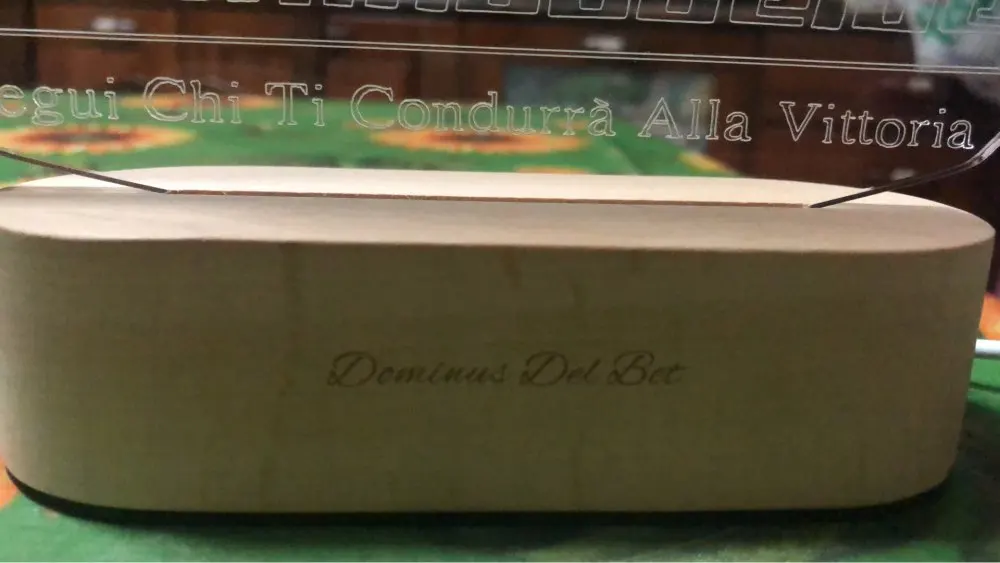 egui Chi Ti Condurrà Alla Vittoria
Dominus Del Bet